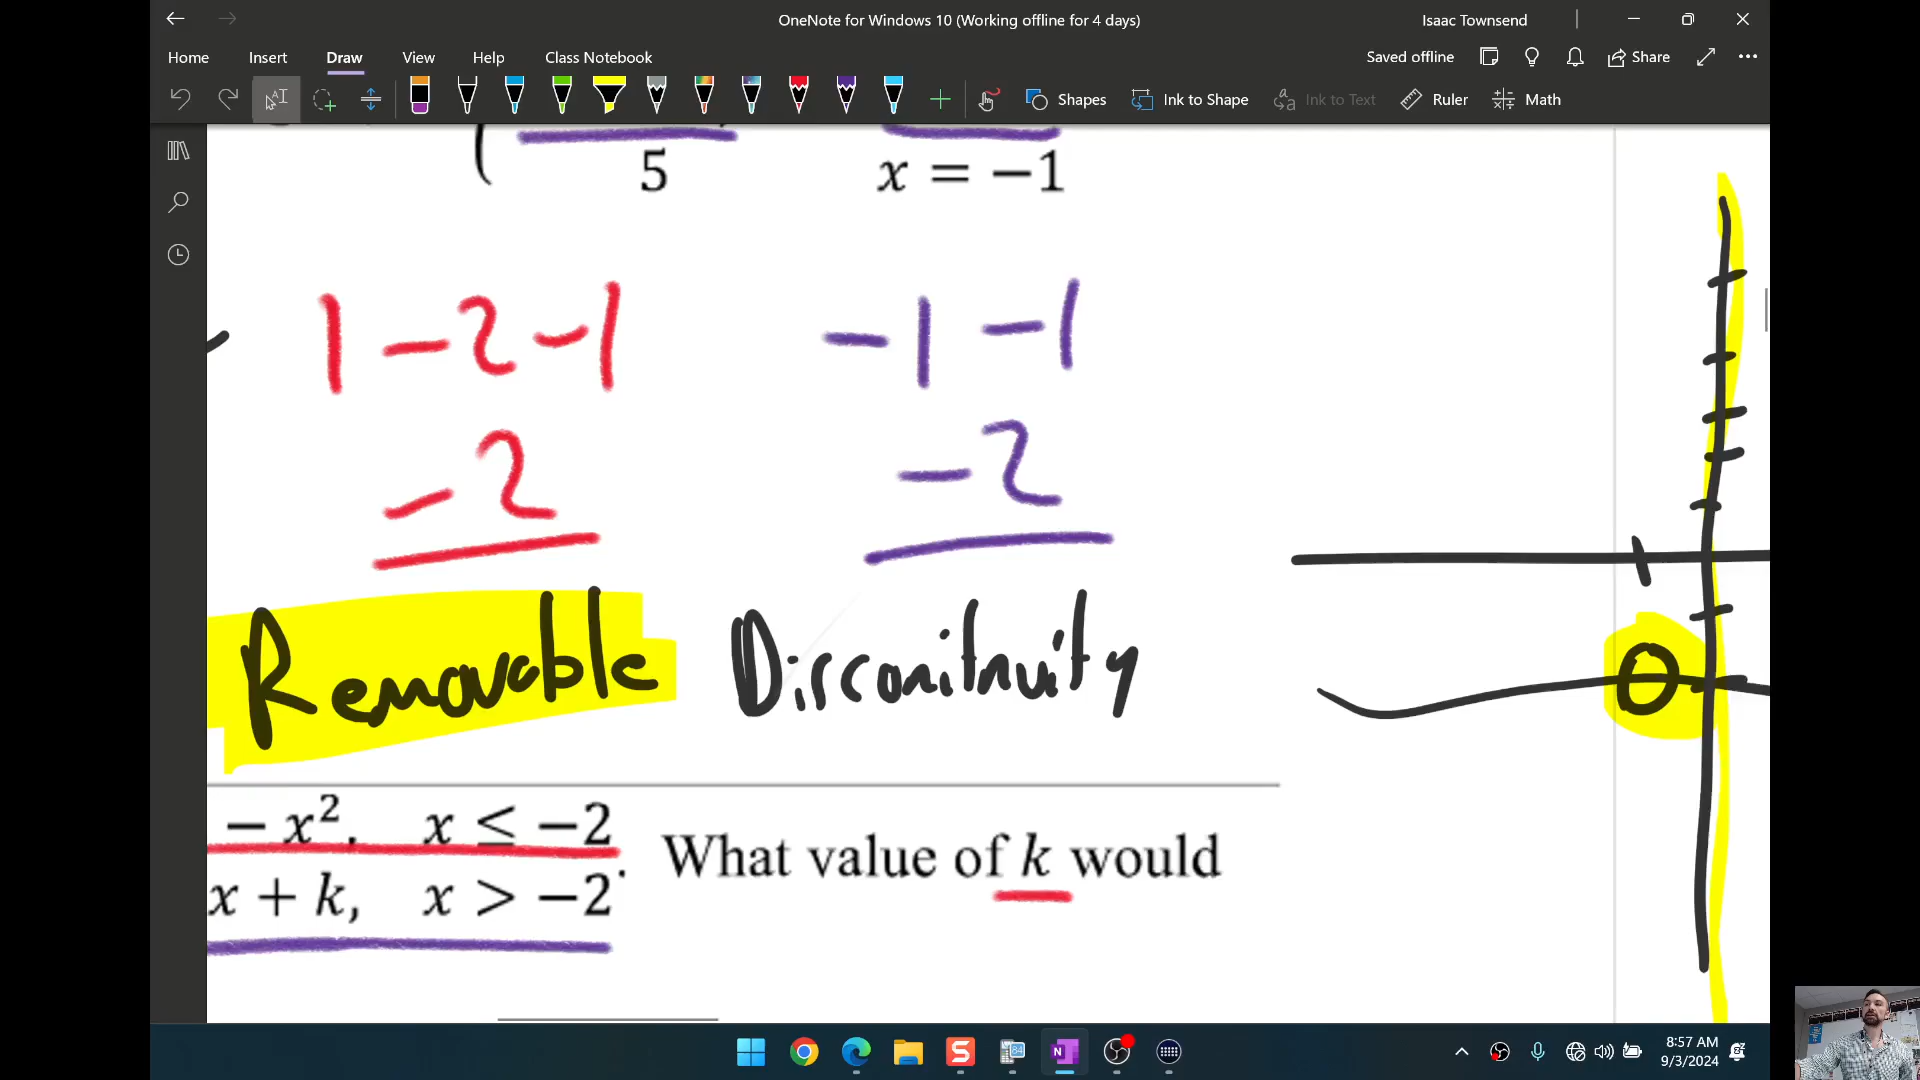 OneNote for Windows 10 (Working offline for 4 days)
Isaac Townsend
Home Insert Draw View Help Class Notebook
Saved offline Share
Shapes Ink to Shape Ink to Text Ruler Math
5 x = −1
1 − 2 − 1 − 1 − 1
− 2 − 2
Removable Disconitnuity
− x², x ≤ −2
x + k, x > −2
. What value of k would
8:57 AM
9/3/2024